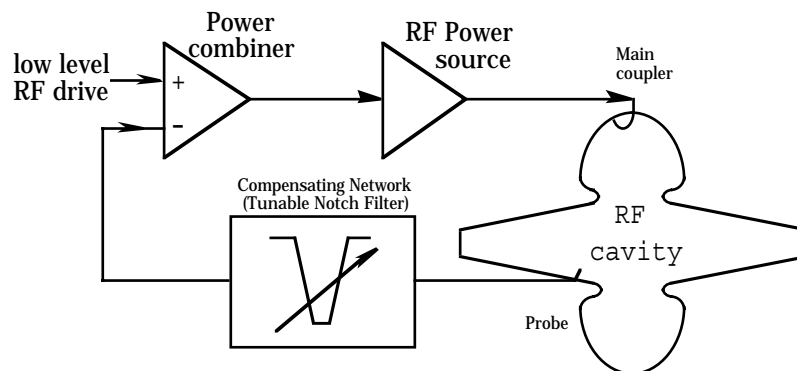 Power
combiner
RF Power
source
Main
coupler
low level
RF drive
+
-
Compensating Network
(Tunable Notch Filter)
RF
cavity
Probe